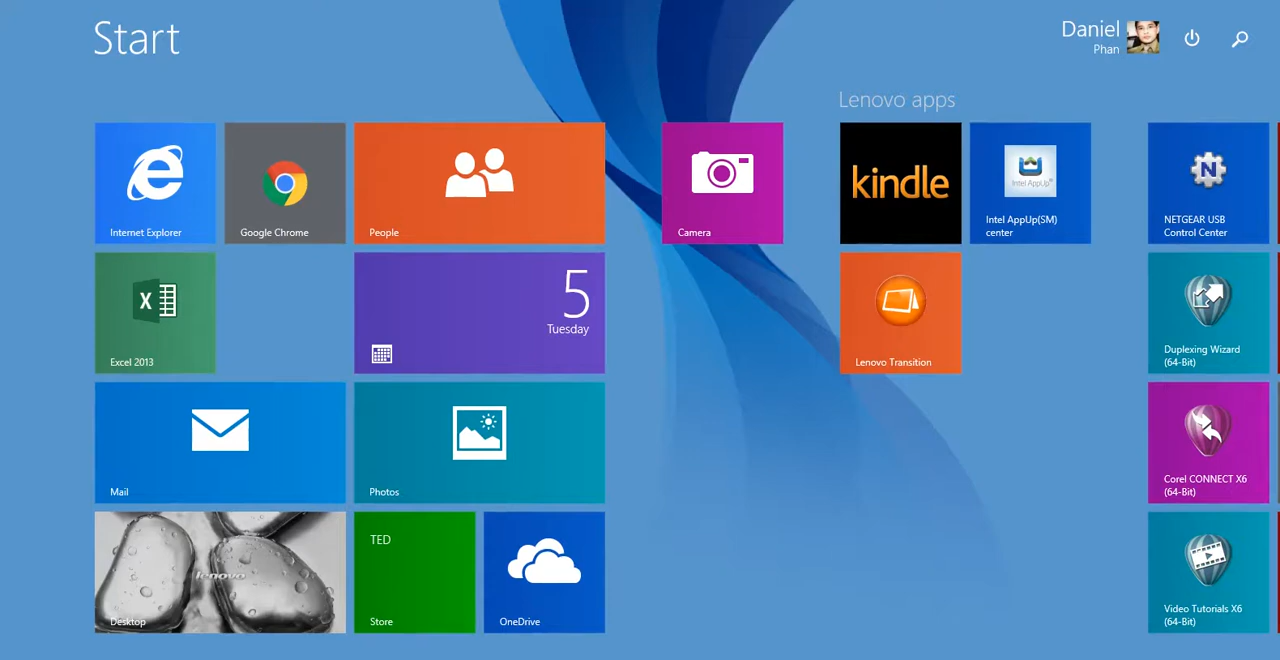 Start
Daniel
Phan
Lenovo apps
Internet Explorer
Google Chrome
People
Camera
kindle
Intel AppUp
Intel AppUp(SM)
center
N
NETGEAR USB
Control Center
X
Excel 2013
5
Tuesday
Lenovo Transition
Duplexing Wizard
(64-Bit)
Mail
Photos
Corel CONNECT X6
(64-Bit)
lenovo
Desktop
TED
Store
OneDrive
Video Tutorials X6
(64-Bit)